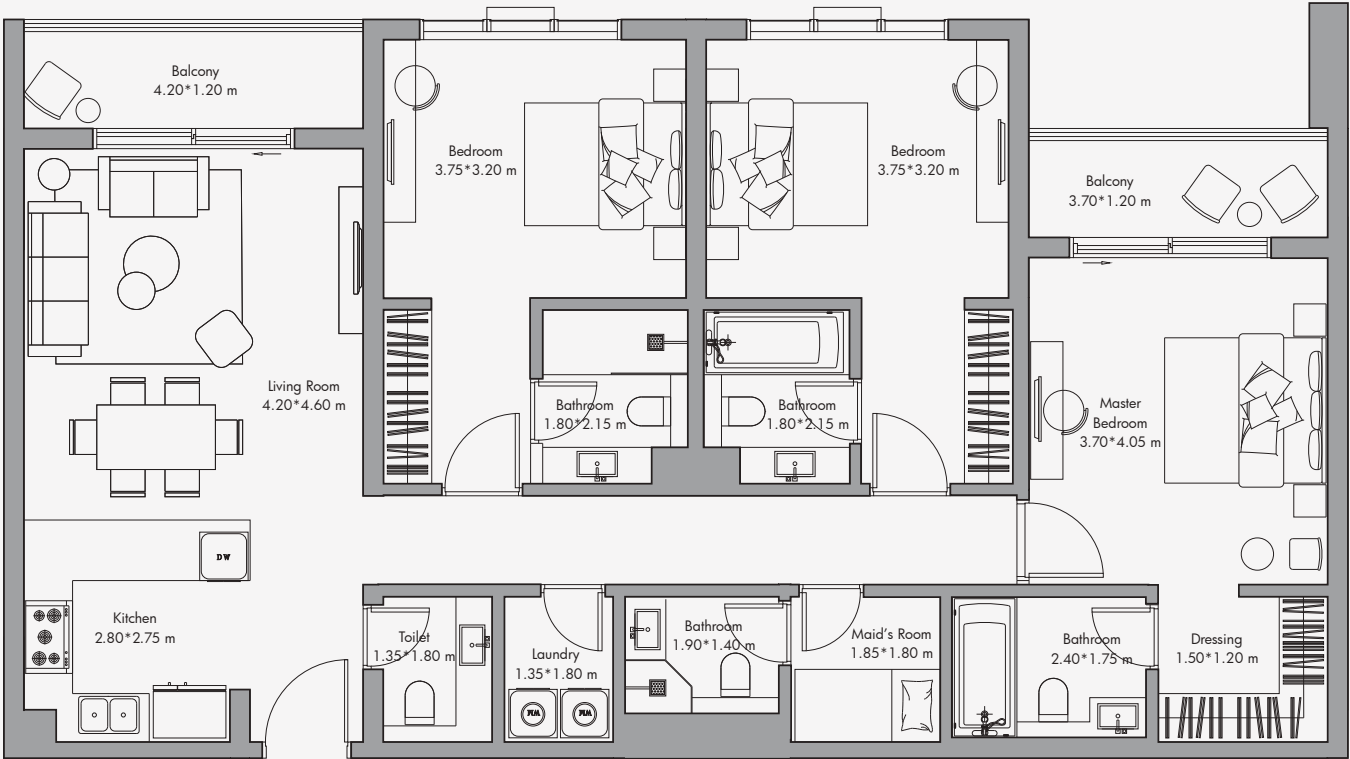 Balcony
4.20*1.20 m
Bedroom
3.75*3.20 m
Bedroom
3.75*3.20 m
Balcony
3.70*1.20 m
Living Room
4.20*4.60 m
Bathroom
1.80*2.15 m
Bathroom
1.80*2.15 m
Master
Bedroom
3.70*4.05 m
DW
Kitchen
2.80*2.75 m
Toilet
1.35*1.80 m
Laundry
1.35*1.80 m
Bathroom
1.90*1.40 m
Maid's Room
1.85*1.80 m
Bathroom
2.40*1.75 m
Dressing
1.50*1.20 m
WM
WM